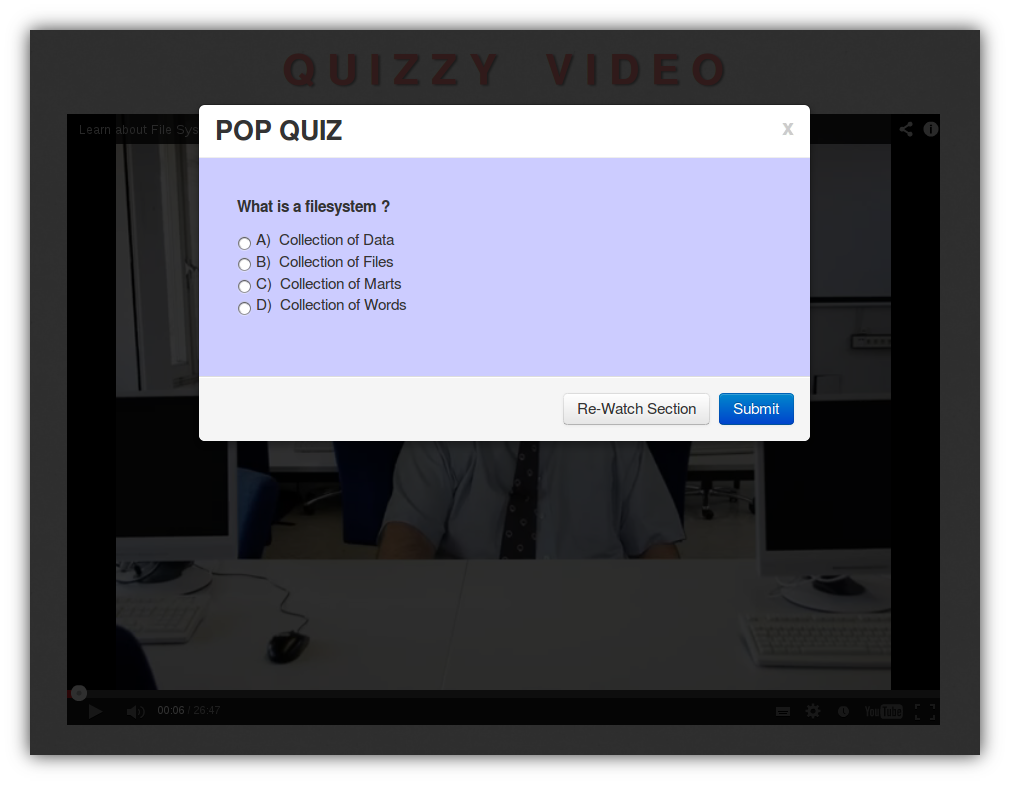 QUIZZY VIDEO
Learn about File Sys
POP QUIZ
x
What is a filesystem ?
A) Collection of Data
B) Collection of Files
C) Collection of Marts
D) Collection of Words
Re-Watch Section
Submit
00:06 / 26:47
YouTube